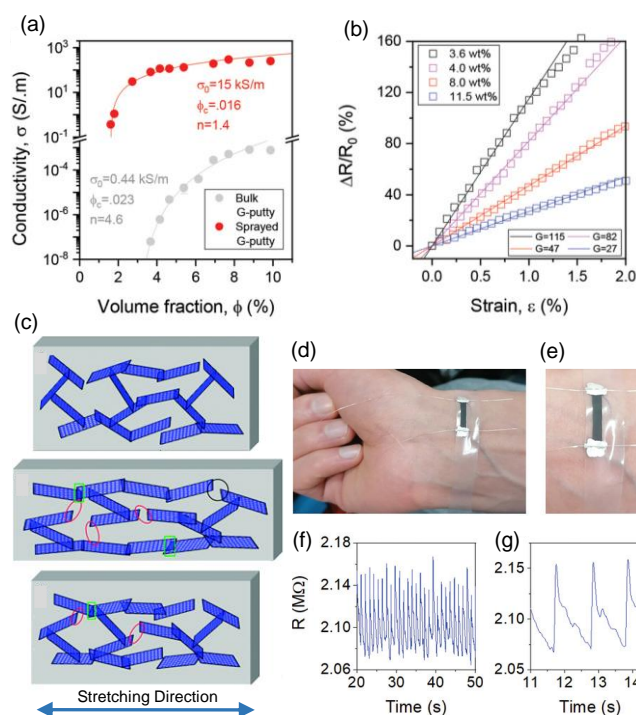 (a)
Conductivity, σ (S/.m)
10³
10¹
10⁻¹
10⁻⁴
10⁻⁶
10⁻⁸
σ₀=15 kS/m
ϕc=.016
n=1.4
σ₀=0.44 kS/m
ϕc=.023
n=4.6
Bulk
G-putty
Sprayed
G-putty
0 2 4 6 8 10
Volume fraction, ϕ (%)
(b)
ΔR/R₀ (%)
160
120
80
40
0
3.6 wt%
4.0 wt%
8.0 wt%
11.5 wt%
G=115 G=82
G=47 G=27
0.0 0.5 1.0 1.5 2.0
Strain, ε (%)
(c)
Stretching Direction
(d)
(e)
(f)
R (MΩ)
2.18
2.14
2.10
2.06
20 30 40 50
Time (s)
(g)
2.15
2.10
2.05
11 12 13 14
Time (s)